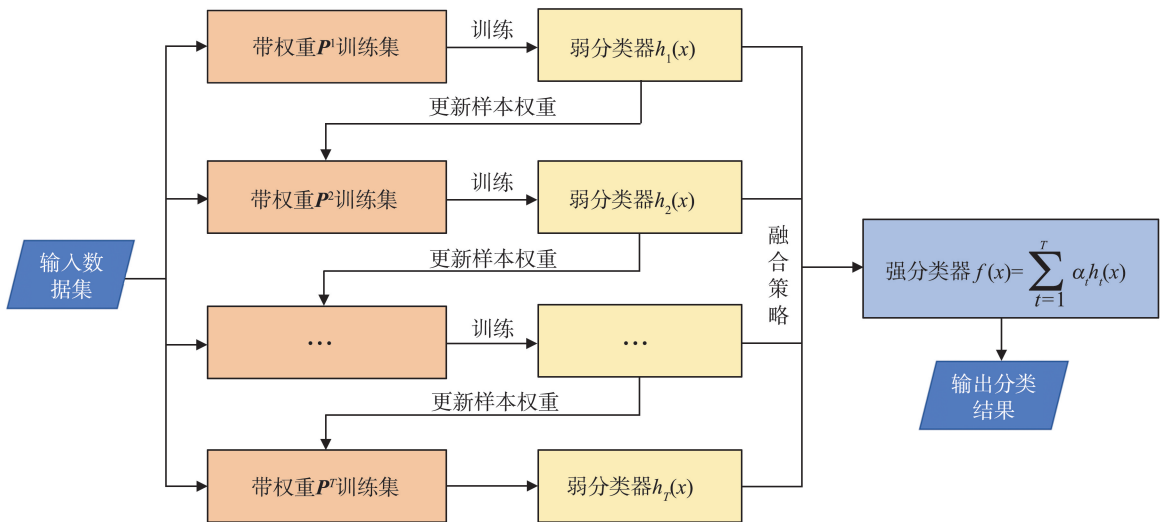 带权重P¹训练集
训练
弱分类器h₁(x)
更新样本权重
带权重P²训练集
训练
弱分类器h₂(x)
更新样本权重
…
训练
…
更新样本权重
带权重Pᵀ训练集
弱分类器h_T(x)
输入数
据集
融合策略
强分类器 f(x)=∑_{t=1}^{T} α_t h_t(x)
输出分类
结果